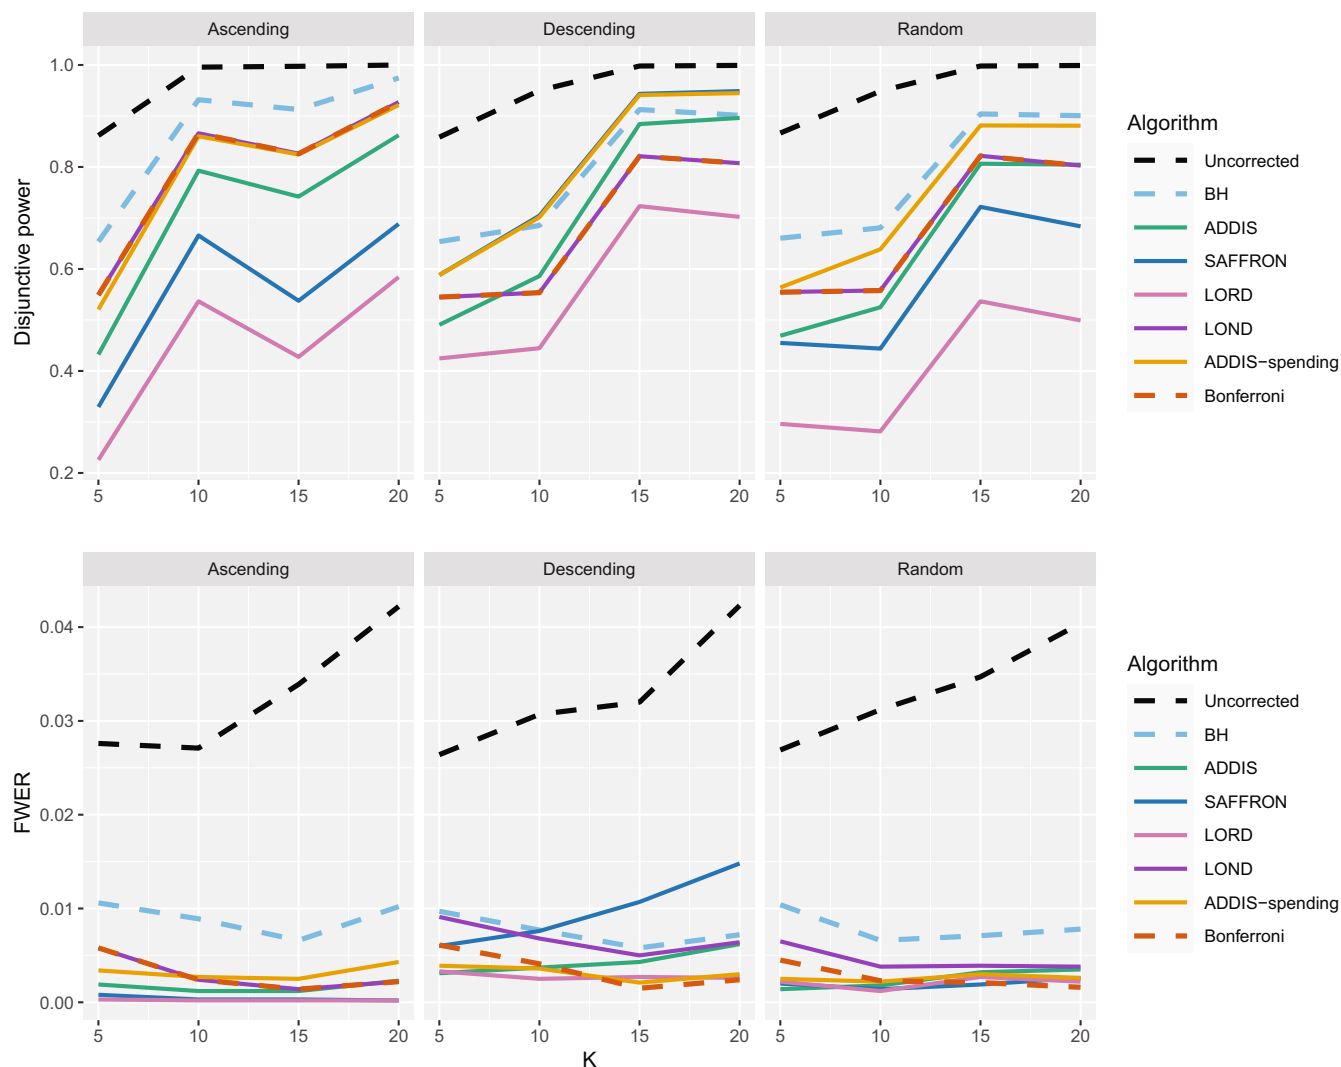 Ascending
Descending
Random
Disjunctive power
1.0
0.8
0.6
0.4
0.2
5
10
15
20
5
10
15
20
5
10
15
20
Algorithm
Uncorrected
BH
ADDIS
SAFFRON
LORD
LOND
ADDIS−spending
Bonferroni
Ascending
Descending
Random
FWER
0.04
0.03
0.02
0.01
0.00
5
10
15
20
5
10
15
20
5
10
15
20
K
Algorithm
Uncorrected
BH
ADDIS
SAFFRON
LORD
LOND
ADDIS−spending
Bonferroni